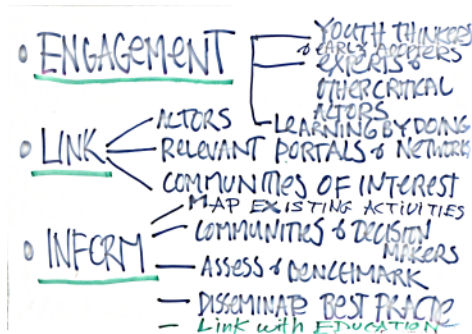 ENGAGEMENT
YOUTH THINKERS
& EARLY ADOPTERS
EXPERTS &
OTHER CRITICAL
ACTORS
LEARNING BY DOING
LINK
ACTORS
RELEVANT PORTALS & NETWORK
COMMUNITIES OF INTEREST
INFORM
MAP EXISTING ACTIVITIES
COMMUNITIES & DECISION
MAKERS
ASSESS & BENCHMARK
DISSEMINATE BEST PRACTE
Link with EDUCATION